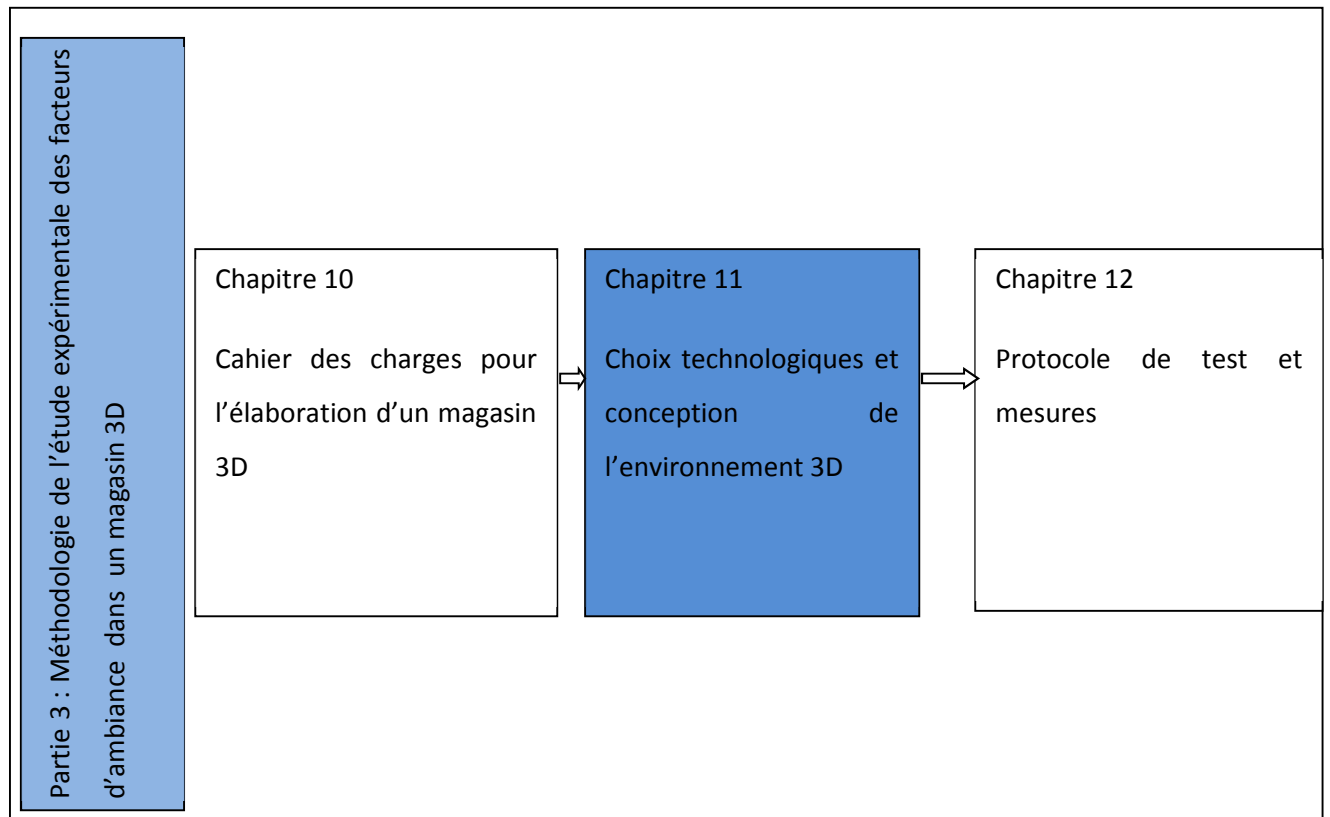 Partie 3 : Méthodologie de l’étude expérimentale des facteurs
d’ambiance dans un magasin 3D
Chapitre 10
Cahier des charges pour
l’élaboration d’un magasin
3D
Chapitre 11
Choix technologiques et
conception de
l’environnement 3D
Chapitre 12
Protocole de test et
mesures